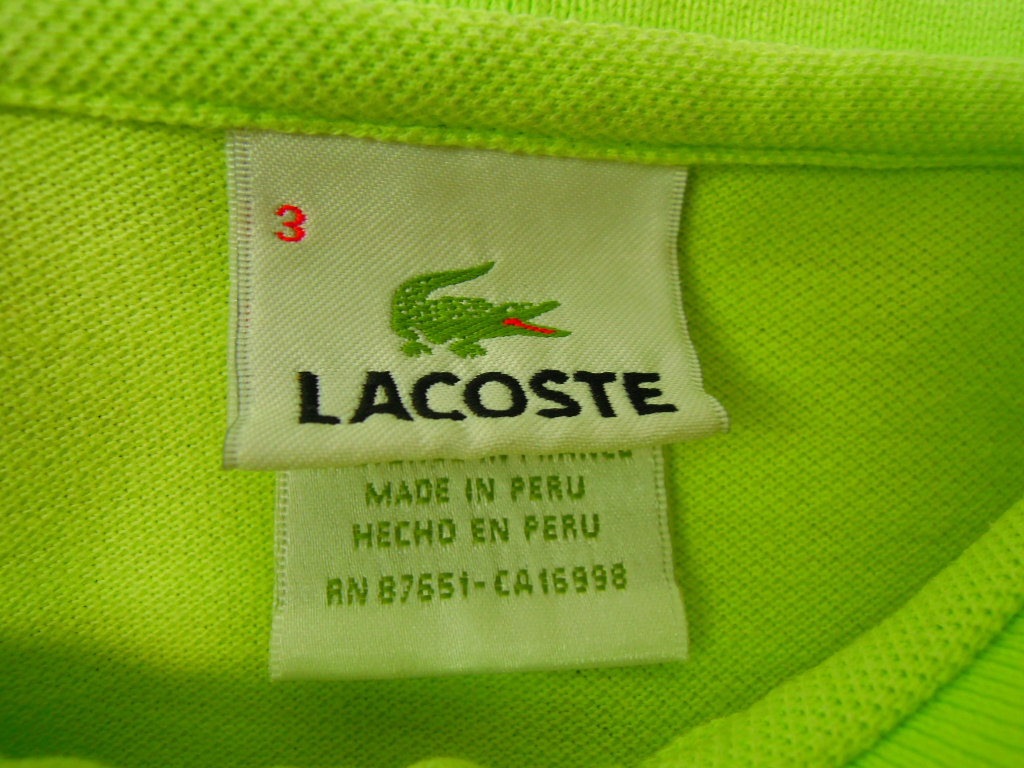 3
LACOSTE
MADE IN PERU
HECHO EN PERU
RN 87651-CA16998